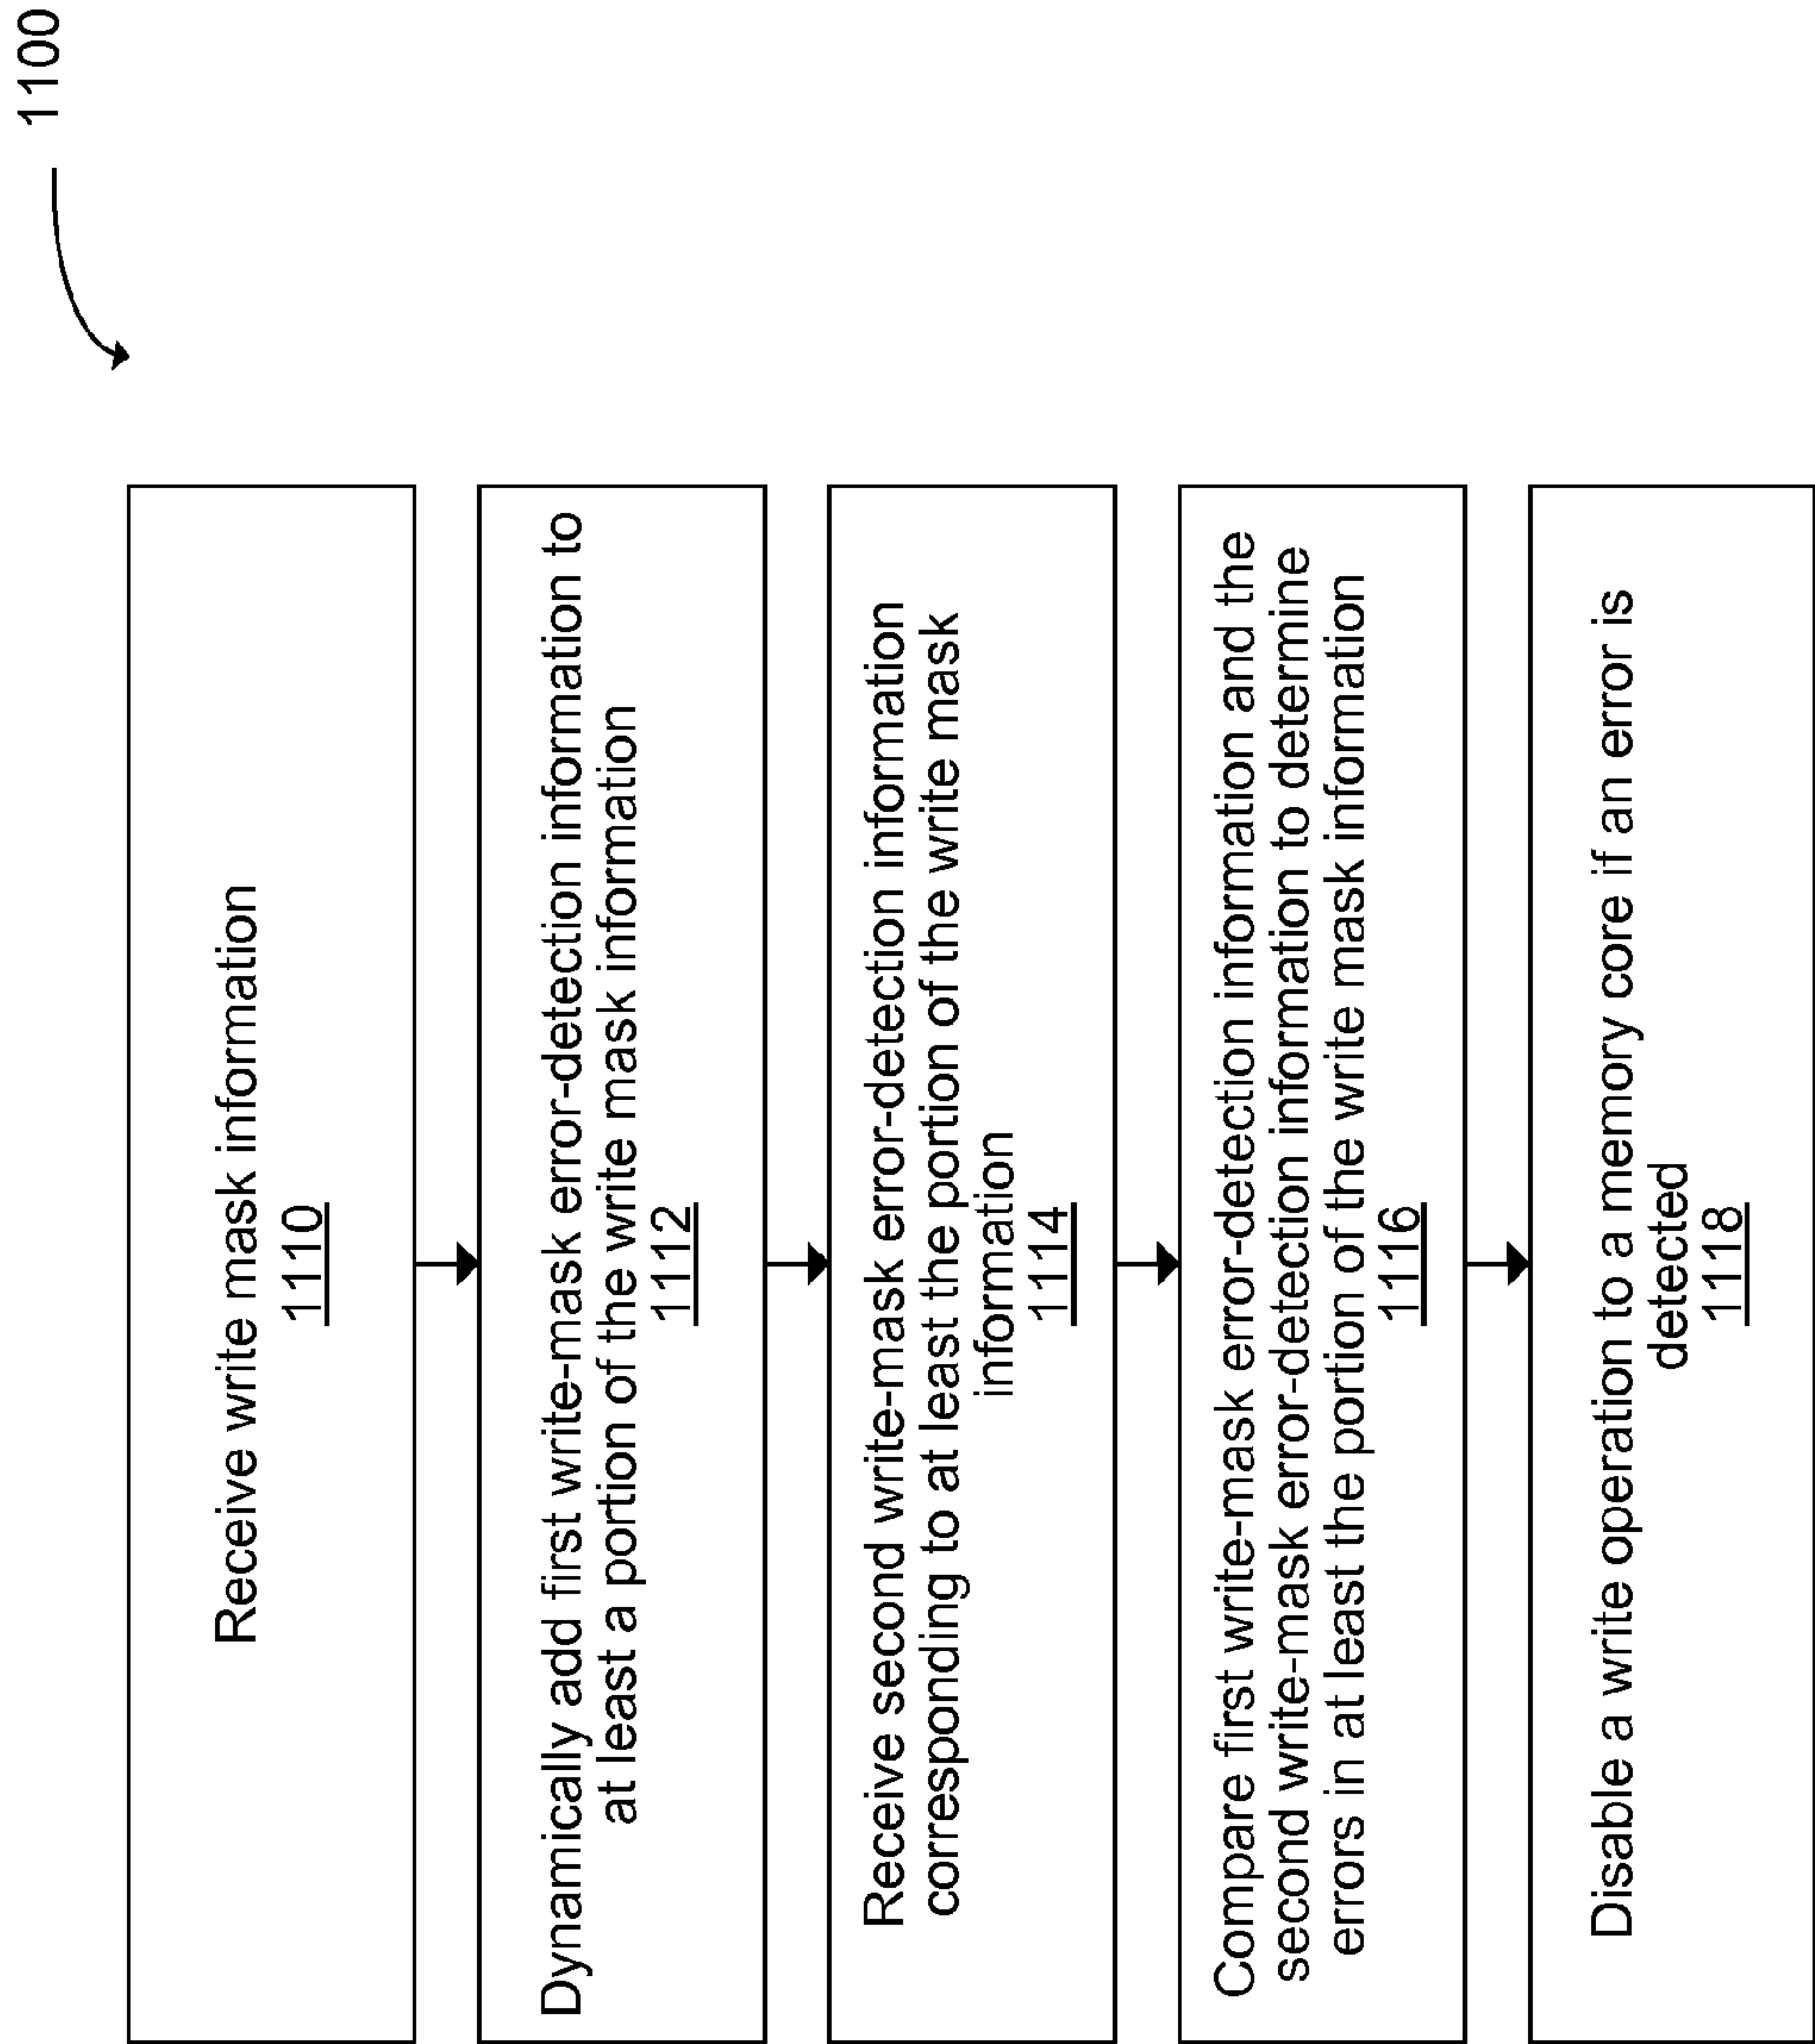 1100
Receive write mask information
1110
Dynamically add first write-mask error-detection information to
at least a portion of the write mask information
1112
Receive second write-mask error-detection information
corresponding to at least the portion of the write mask
information
1114
Compare first write-mask error-detection information and the
second write-mask error-detection information to determine
errors in at least the portion of the write mask information
1116
Disable a write operation to a memory core if an error is
detected
1118